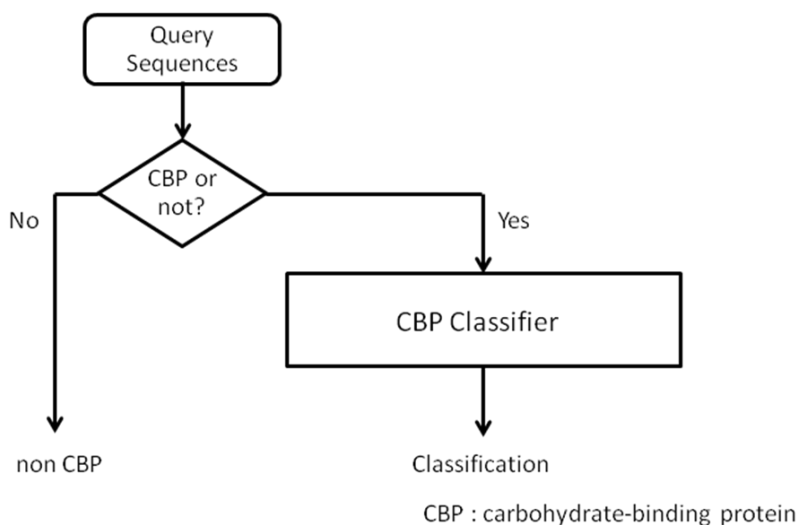 Query
Sequences
CBP or
not?
No
Yes
CBP Classifier
non CBP
Classification
CBP : carbohydrate-binding protein